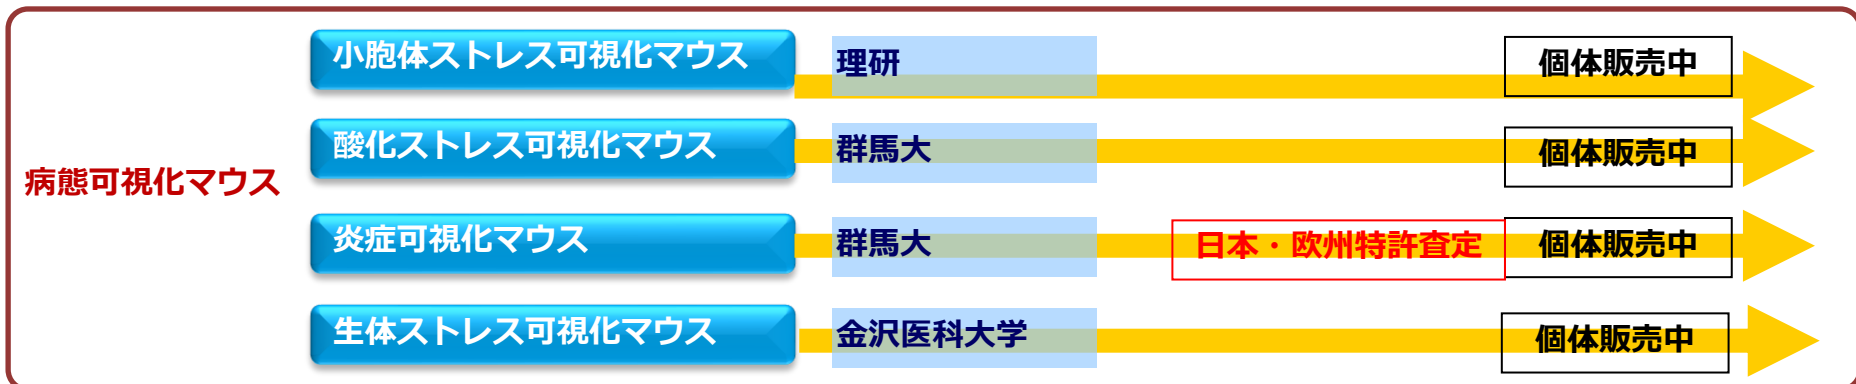 小胞体ストレス可視化マウス 理研 個体販売中
酸化ストレス可視化マウス 群馬大 個体販売中
病態可視化マウス
炎症可視化マウス 群馬大 日本・欧州特許査定 個体販売中
生体ストレス可視化マウス 金沢医科大学 個体販売中